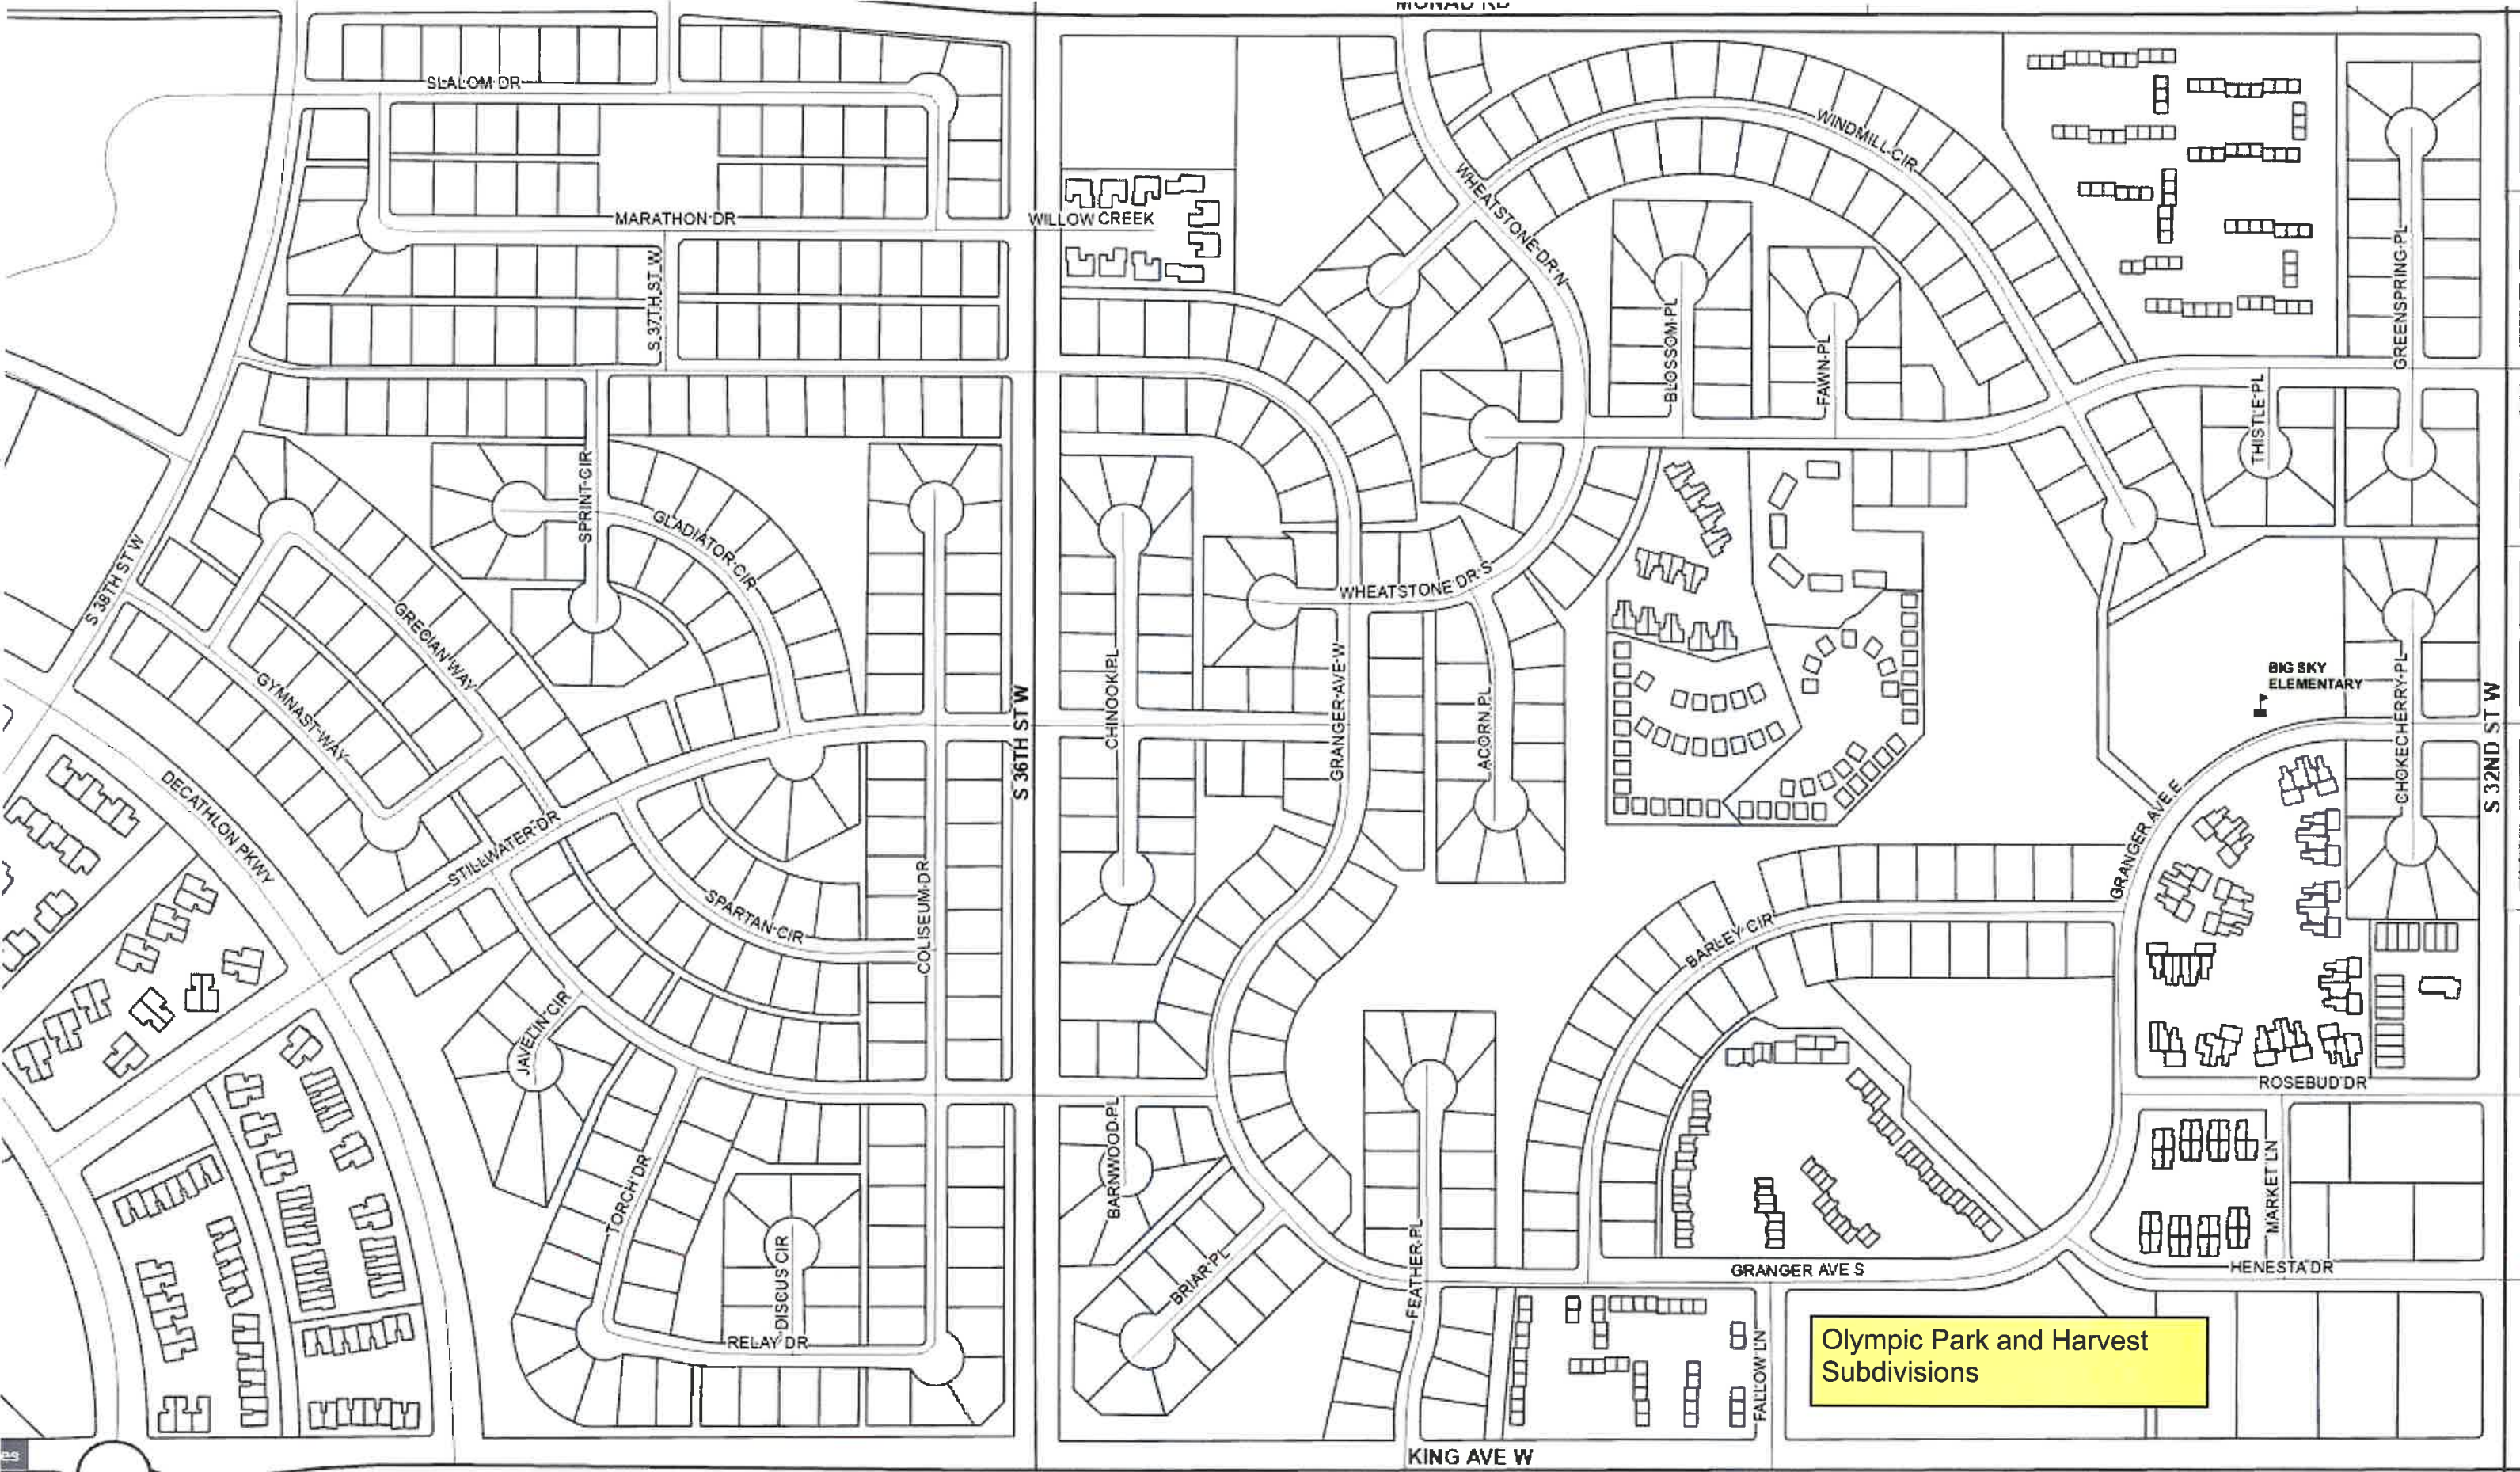 MONAD RD
SLALOM DR
WINDMILL CIR
WHEATSTONE DR N
MARATHON DR
WILLOW CREEK
S 37TH ST W
GREENSPRING PL
BLOSSOM PL
FAWN PL
THISTLE PL
SPRINT CIR
GLADIATOR CIR
S 38TH ST W
GRECIAN WAY
WHEATSTONE DR S
GYMNAST WAY
CHINOOK PL
GRANGER AVE W
ACORN PL
BIG SKY
ELEMENTARY
CHOKECHERRY PL
S 36TH ST W
S 32ND ST W
DECATHLON PKWY
STILLWATER DR
GRANGER AVE E
COLISEUM DR
SPARTAN CIR
BARLEY CIR
JAVELIN CIR
ROSEBUD DR
BARNWOOD PL
TORCH DR
MARKET LN
DISCUS CIR
BRIAR PL
FEATHER PL
GRANGER AVE S
HENESTA DR
RELAY DR
FALLOW LN
Olympic Park and Harvest
Subdivisions
KING AVE W